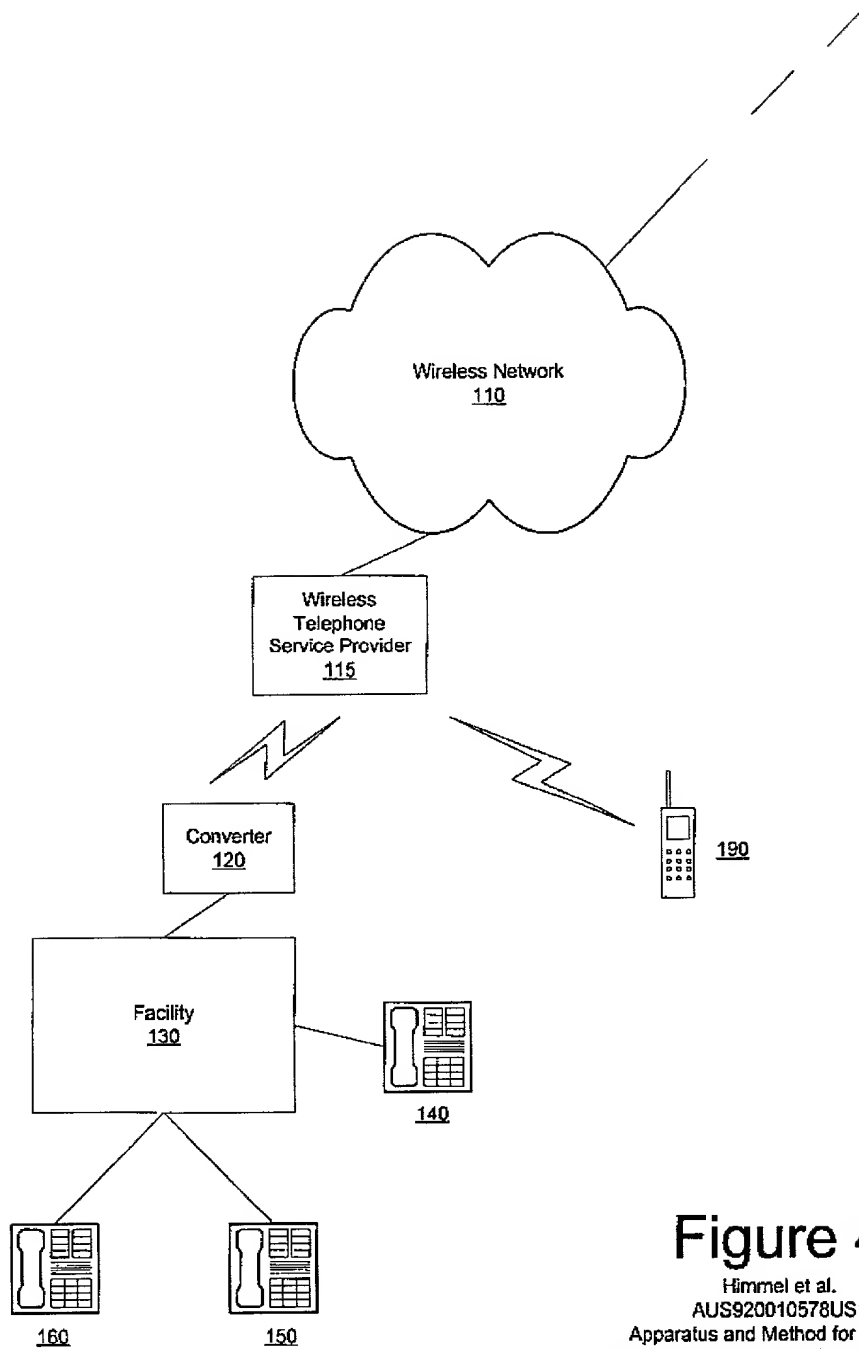 Wireless Network
110
Wireless
Telephone
Service Provider
115
Converter
120
190
Facility
130
140
160
150
Figure 4
Himmel et al.
AUS920010578US
Apparatus and Method for